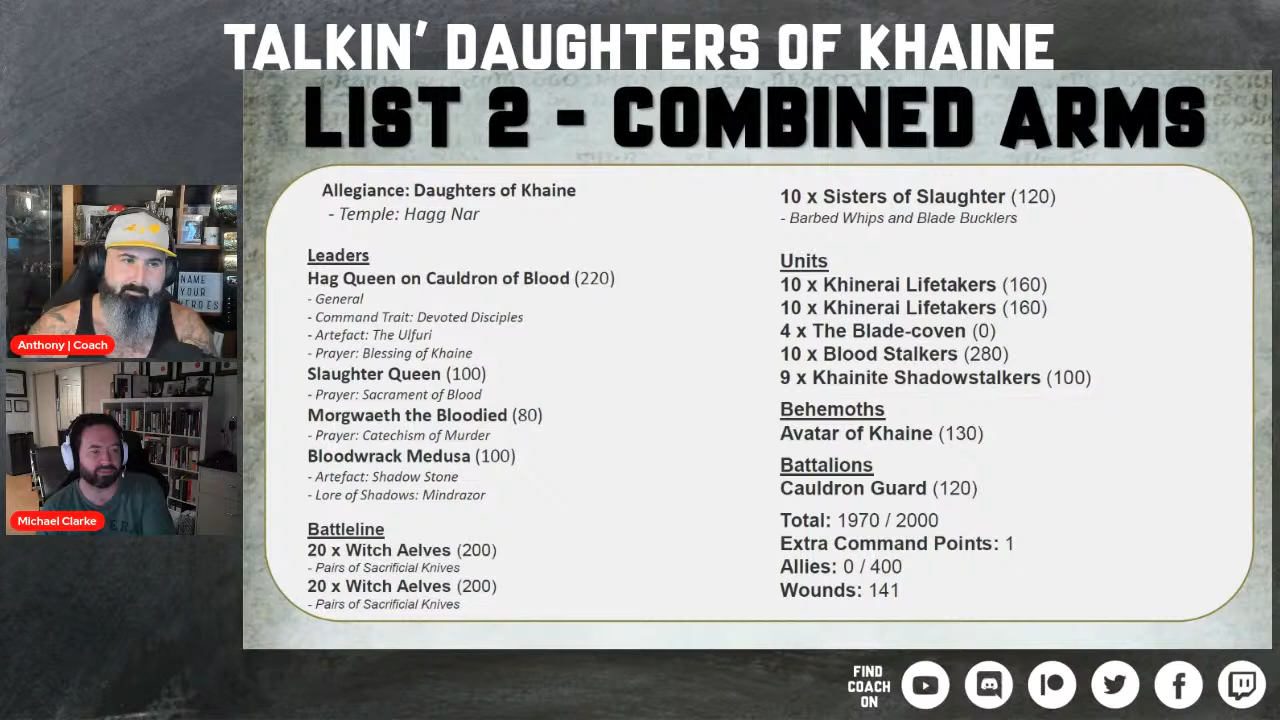 TALKIN' DAUGHTERS OF KHAINE
LIST 2 - COMBINED ARMS
Allegiance: Daughters of Khaine
- Temple: Hagg Nar
Leaders
Hag Queen on Cauldron of Blood (220)
- General
- Command Trait: Devoted Disciples
- Artefact: The Ulfuri
- Prayer: Blessing of Khaine
Slaughter Queen (100)
- Prayer: Sacrament of Blood
Morgwaeth the Bloodied (80)
- Prayer: Catechism of Murder
Bloodwrack Medusa (100)
- Artefact: Shadow Stone
- Lore of Shadows: Mindrazor
Battleline
20 x Witch Aelves (200)
- Pairs of Sacrificial Knives
20 x Witch Aelves (200)
- Pairs of Sacrificial Knives
10 x Sisters of Slaughter (120)
- Barbed Whips and Blade Bucklers
Units
10 x Khinerai Lifetakers (160)
10 x Khinerai Lifetakers (160)
4 x The Blade-coven (0)
10 x Blood Stalkers (280)
9 x Khainite Shadowstalkers (100)
Behemoths
Avatar of Khaine (130)
Battalions
Cauldron Guard (120)
Total: 1970 / 2000
Extra Command Points: 1
Allies: 0 / 400
Wounds: 141
NAME
YOUR
HEROES
Anthony | Coach
Michael Clarke
FIND
COACH
ON